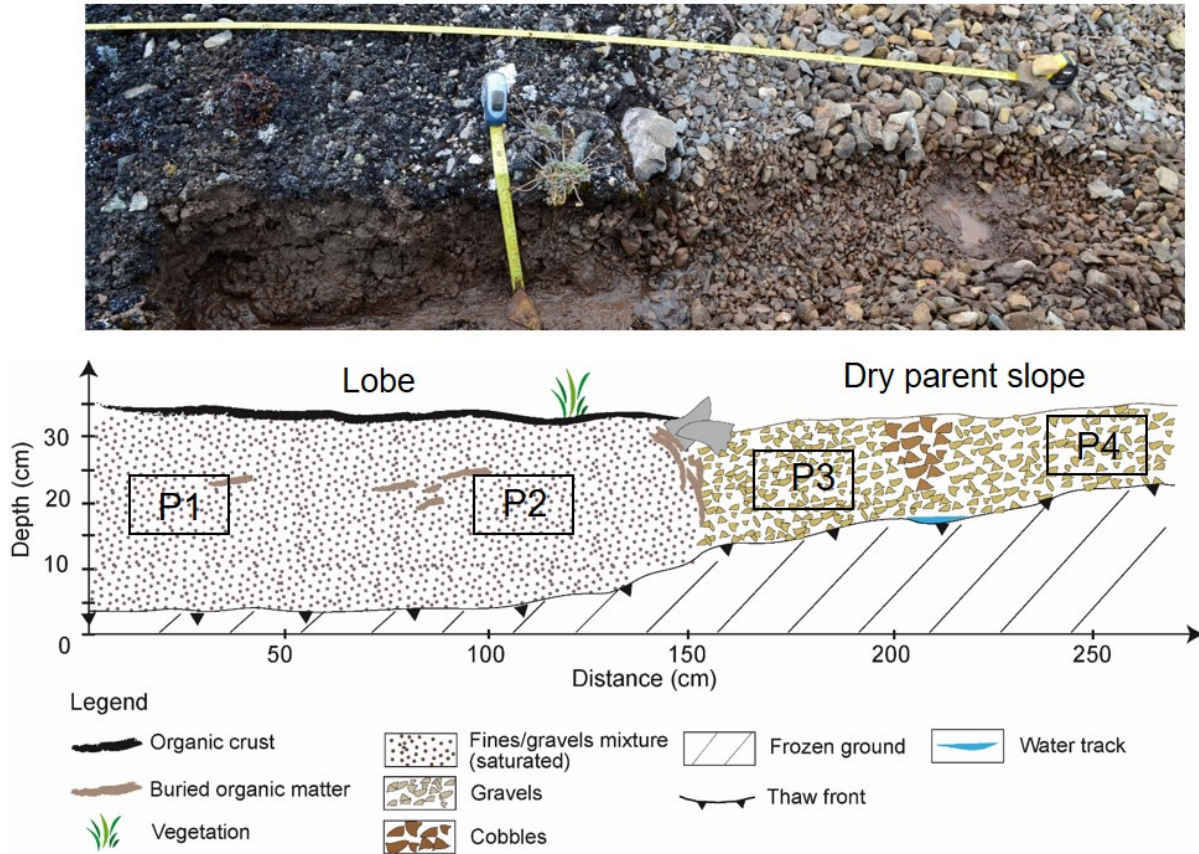 Lobe
Dry parent slope
Depth (cm)
30
20
10
0
P1
P2
P3
P4
50
100
150
200
250
Distance (cm)
Legend
Organic crust
Buried organic matter
Vegetation
Fines/gravels mixture
(saturated)
Gravels
Cobbles
Frozen ground
Thaw front
Water track